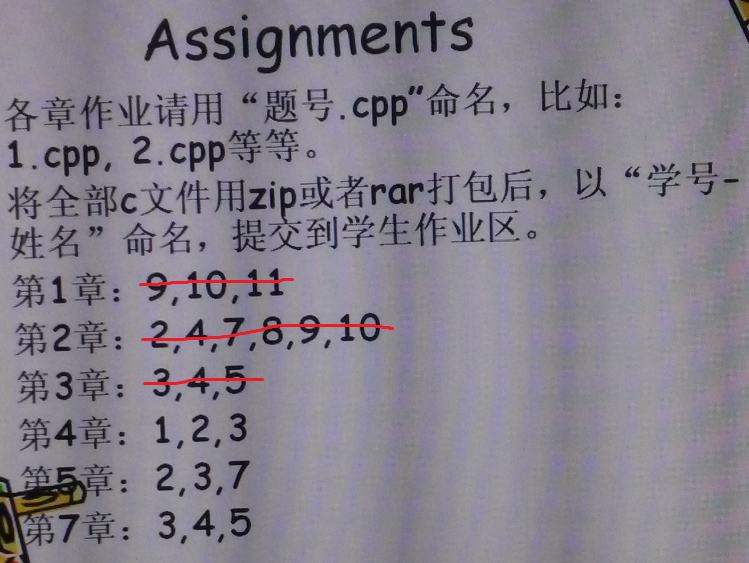 Assignments
各章作业请用“题号.cpp”命名，比如：
1.cpp, 2.cpp等等。
将全部c文件用zip或者rar打包后，以“学号-
姓名”命名，提交到学生作业区。
第1章：9,10,11
第2章：2,4,7,8,9,10
第3章：3,4,5
第4章：1,2,3
第5章：2,3,7
第7章：3,4,5